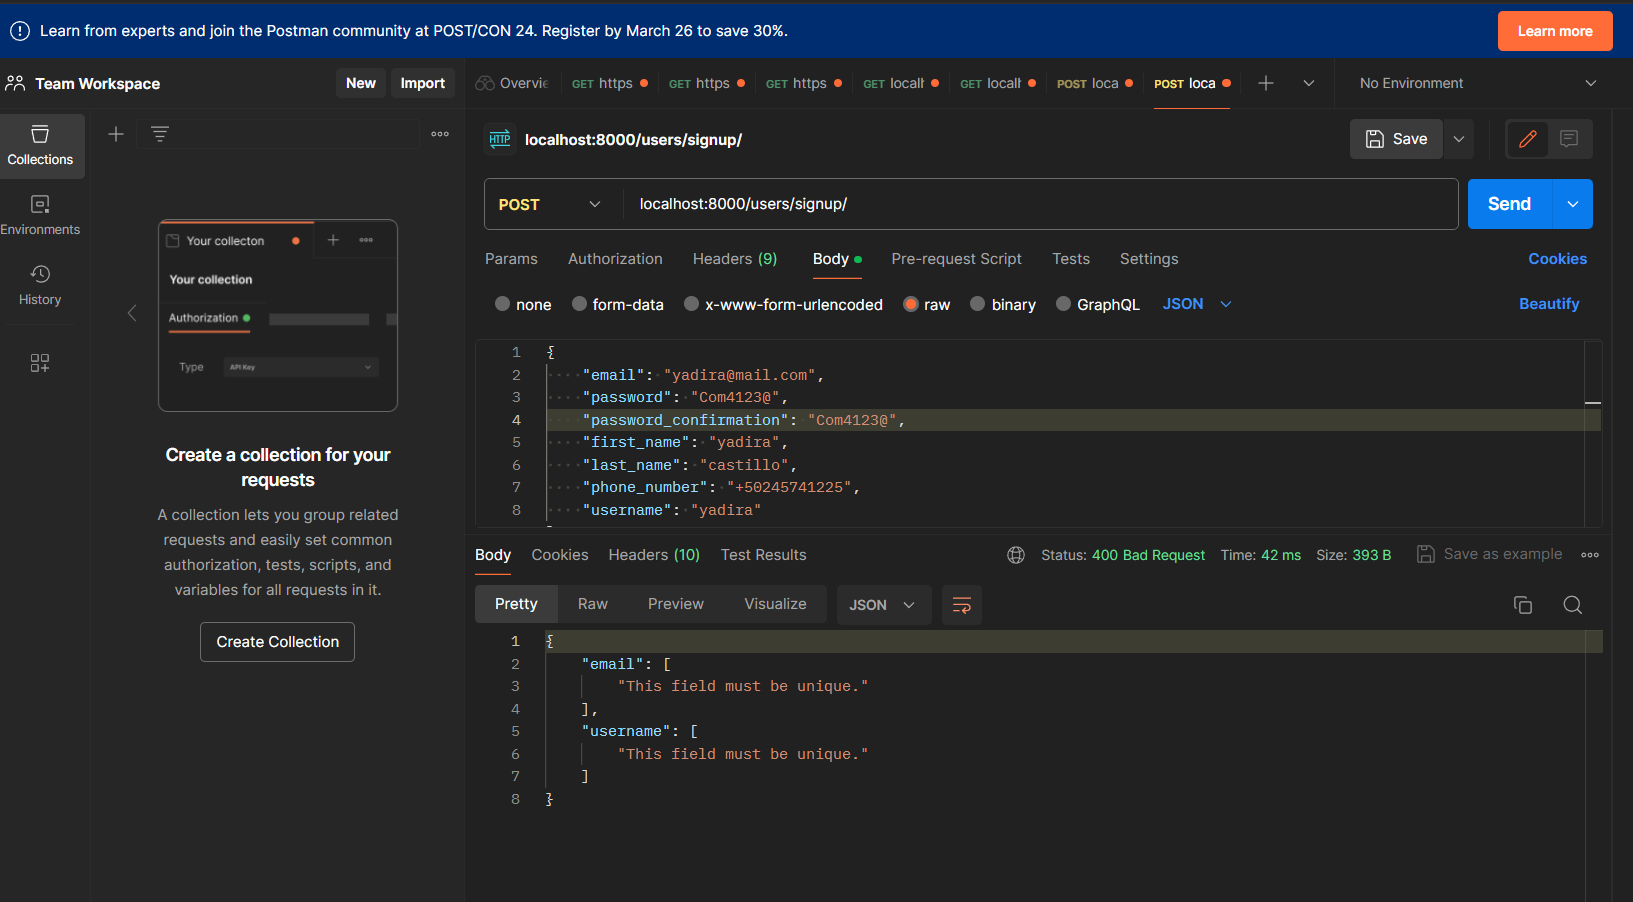 Learn from experts and join the Postman community at POST/CON 24. Register by March 26 to save 30%.
Learn more
Team Workspace
New
Import
Overvie
GET https
GET https
GET https
GET locall
GET locall
POST loca
POST loca
No Environment
Collections
Environments
History
Your collecton
Your collection
Authorization
Type
API Key
Create a collection for your
requests
A collection lets you group related
requests and easily set common
authorization, tests, scripts, and
variables for all requests in it.
Create Collection
HTTP
localhost:8000/users/signup/
Save
POST
localhost:8000/users/signup/
Send
Params
Authorization
Headers (9)
Body
Pre-request Script
Tests
Settings
Cookies
none
form-data
x-www-form-urlencoded
raw
binary
GraphQL
JSON
Beautify
1 {
2 "email": "yadira@mail.com",
3 "password": "Com4123@",
4 "password_confirmation": "Com4123@",
5 "first_name": "yadira",
6 "last_name": "castillo",
7 "phone_number": "+50245741225",
8 "username": "yadira"
Body
Cookies
Headers (10)
Test Results
Status: 400 Bad Request
Time: 42 ms
Size: 393 B
Save as example
Pretty
Raw
Preview
Visualize
JSON
1 {
2 "email": [
3 "This field must be unique."
4 ],
5 "username": [
6 "This field must be unique."
7 ]
8 }